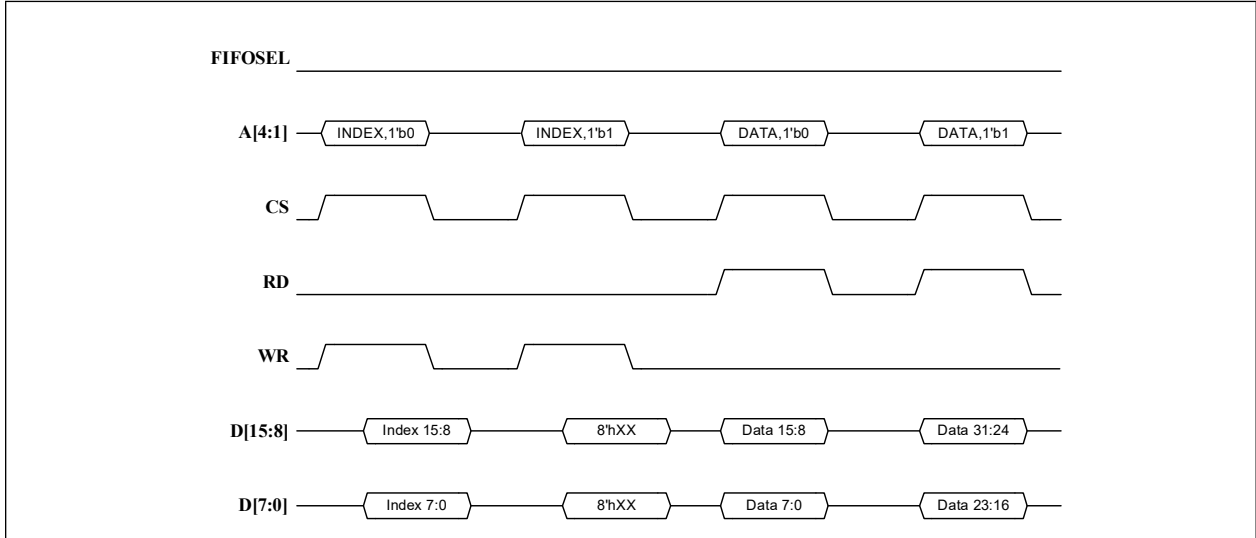 FIFOSEL
A[4:1] INDEX,1'b0 INDEX,1'b1 DATA,1'b0 DATA,1'b1
CS
RD
WR
D[15:8] Index 15:8 8'hXX Data 15:8 Data 31:24
D[7:0] Index 7:0 8'hXX Data 7:0 Data 23:16